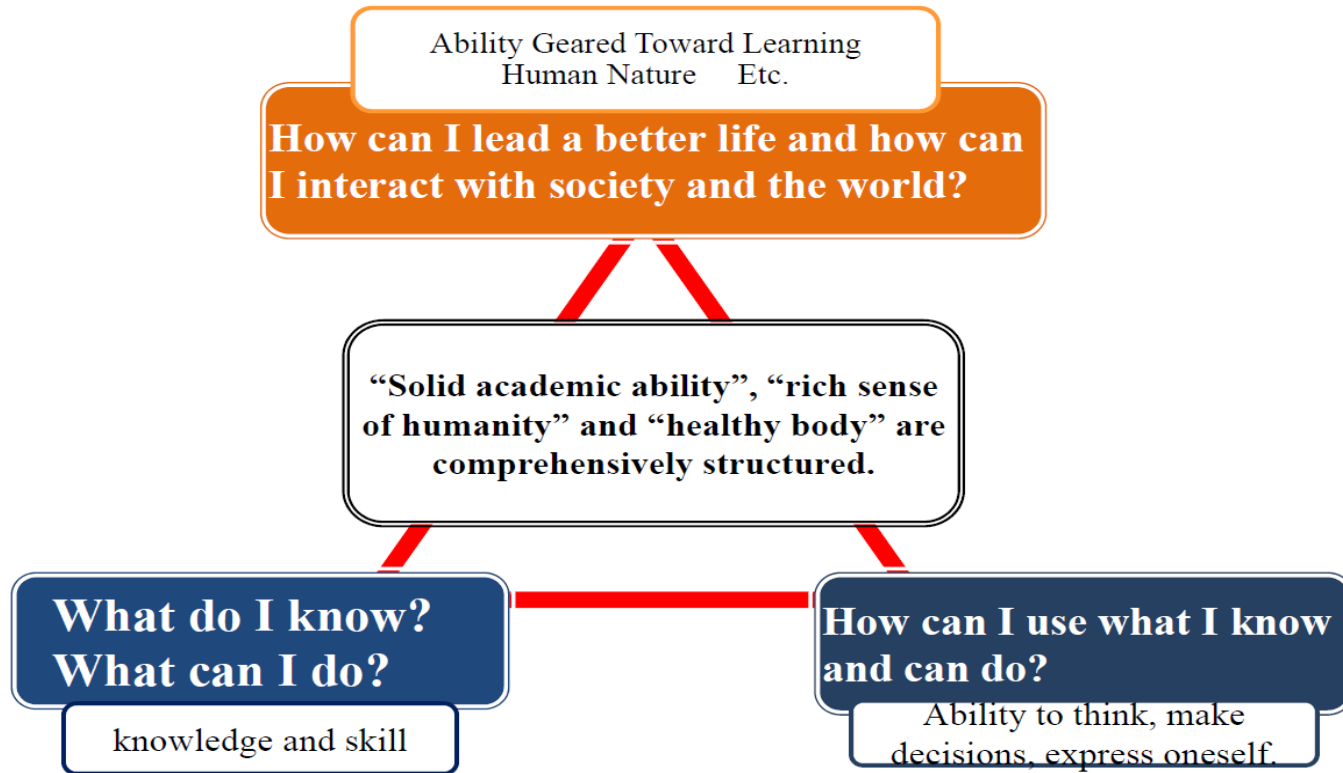 Ability Geared Toward Learning
Human Nature Etc.
How can I lead a better life and how can
I interact with society and the world?
“Solid academic ability”, “rich sense
of humanity” and “healthy body” are
comprehensively structured.
What do I know?
What can I do?
knowledge and skill
How can I use what I know
and can do?
Ability to think, make
decisions, express oneself.